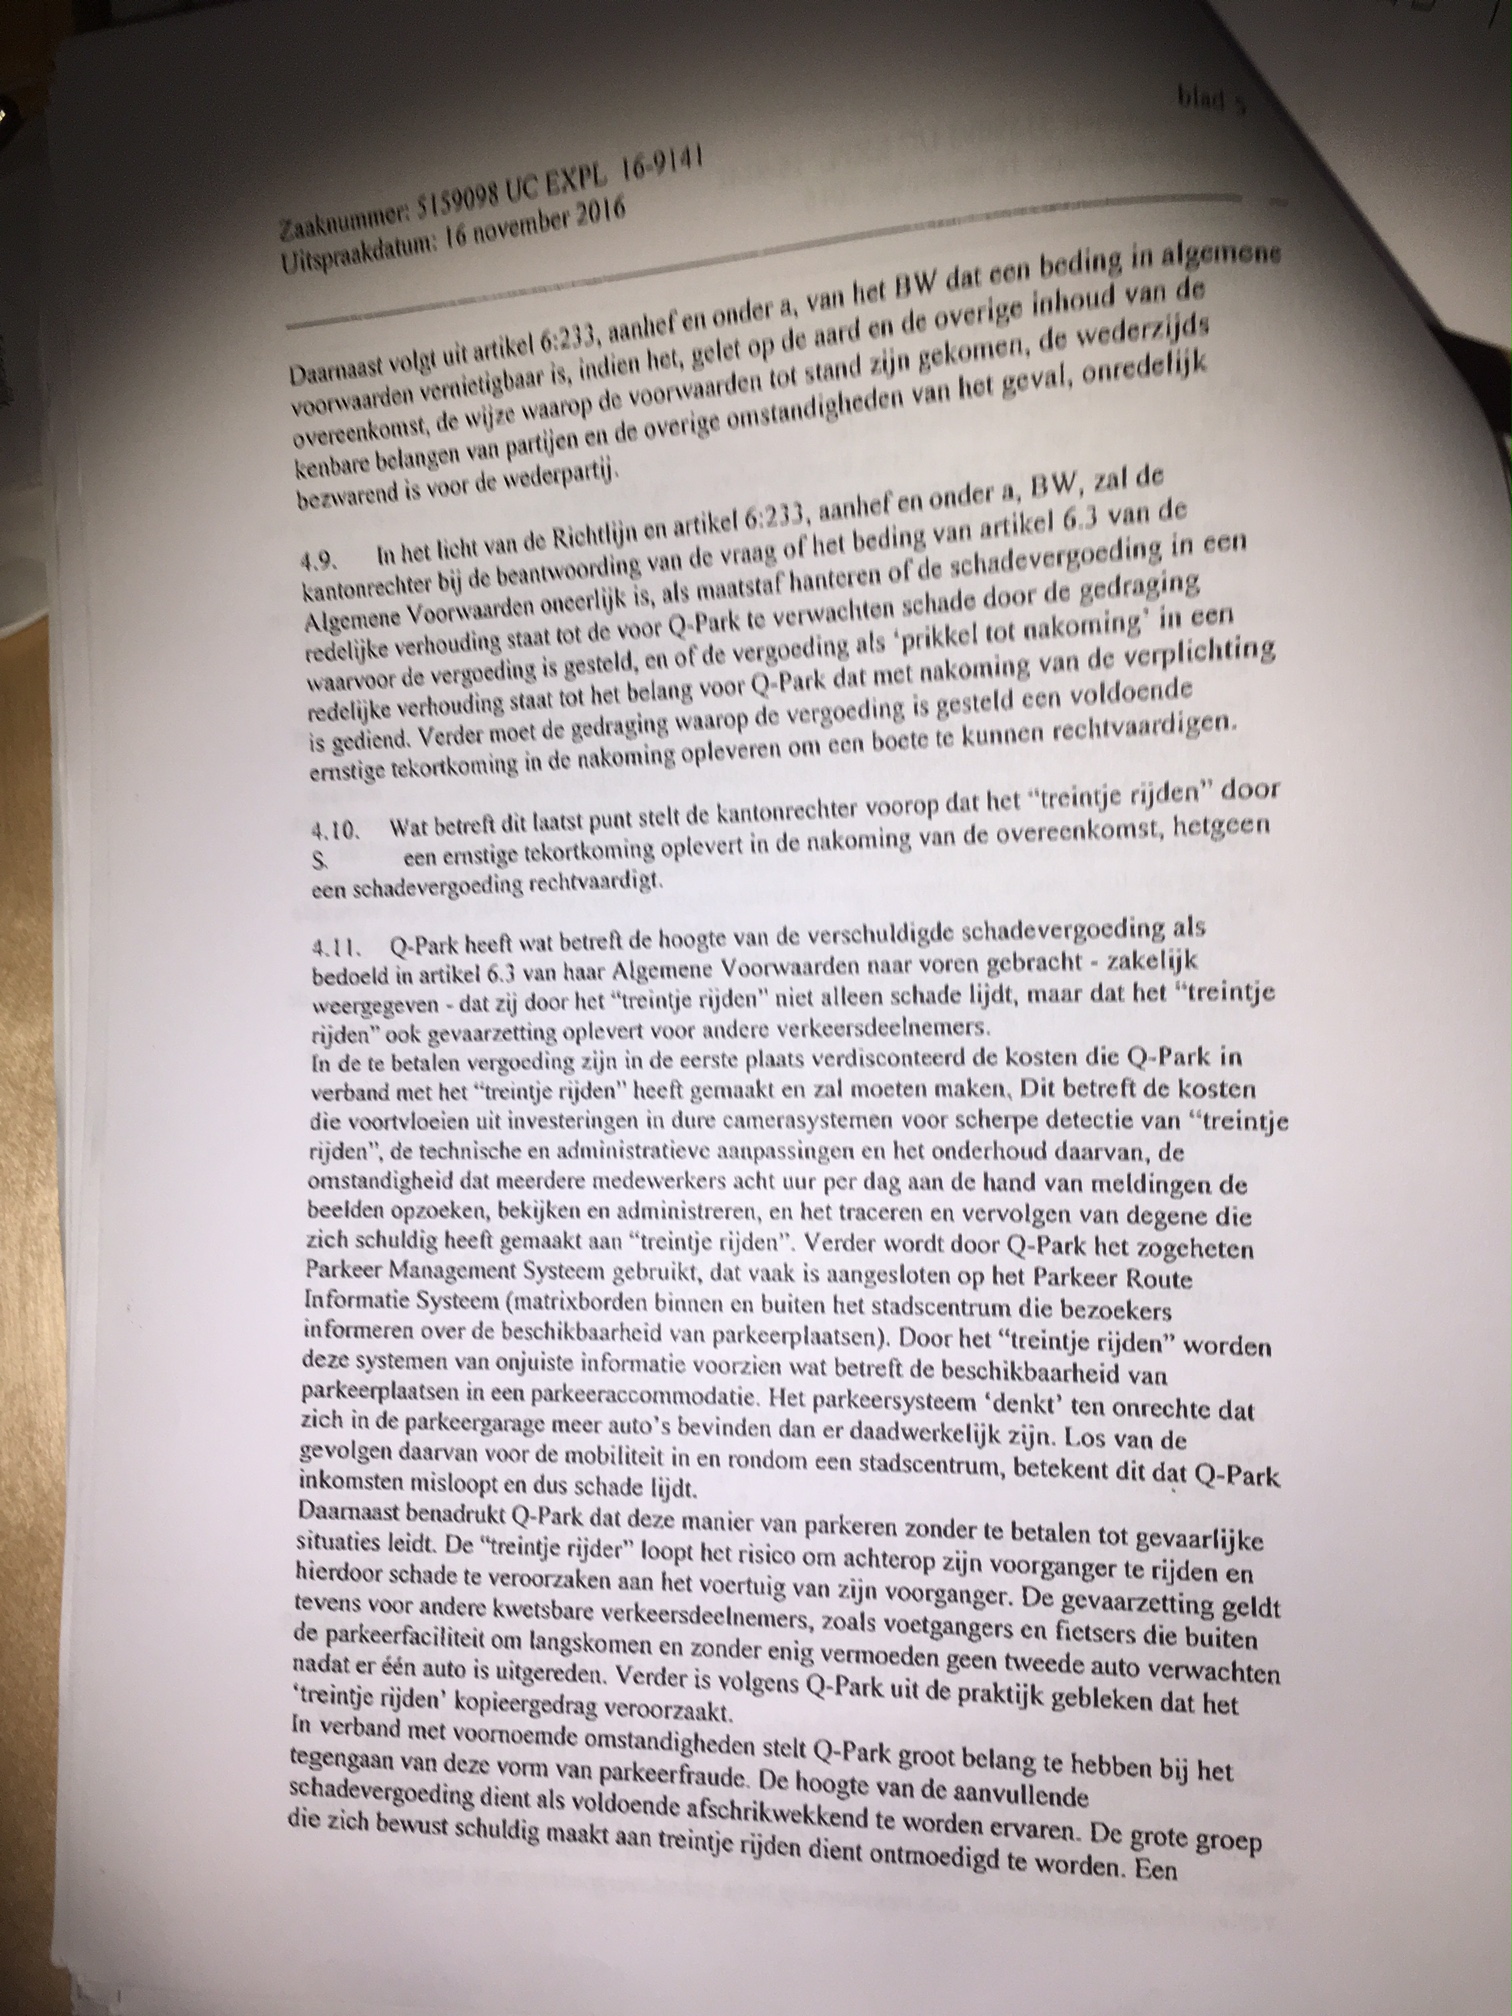 blad 5
Zaaknummer: 5159098 UC EXPL 16-9141
Uitspraakdatum: 16 november 2016
Daarnaast volgt uit artikel 6:233, aanhef en onder a, van het BW dat een beding in algemene
voorwaarden vernietigbaar is, indien het, gelet op de aard en de overige inhoud van de
overeenkomst, de wijze waarop de voorwaarden tot stand zijn gekomen, de wederzijds
kenbare belangen van partijen en de overige omstandigheden van het geval, onredelijk
bezwarend is voor de wederpartij.
4.9. In het licht van de Richtlijn en artikel 6:233, aanhef en onder a, BW, zal de
kantonrechter bij de beantwoording van de vraag of het beding van artikel 6.3 van de
Algemene Voorwaarden oneerlijk is, als maatstaf hanteren of de schadevergoeding in een
redelijke verhouding staat tot de voor Q-Park te verwachten schade door de gedraging
waarvoor de vergoeding is gesteld, en of de vergoeding als ‘prikkel tot nakoming’ in een
redelijke verhouding staat tot het belang voor Q-Park dat met nakoming van de verplichting
is gediend. Verder moet de gedraging waarop de vergoeding is gesteld een voldoende
ernstige tekortkoming in de nakoming opleveren om een boete te kunnen rechtvaardigen.
4.10. Wat betreft dit laatst punt stelt de kantonrechter voorop dat het “treintje rijden” door
S. een ernstige tekortkoming oplevert in de nakoming van de overeenkomst, hetgeen
een schadevergoeding rechtvaardigt.
4.11. Q-Park heeft wat betreft de hoogte van de verschuldigde schadevergoeding als
bedoeld in artikel 6.3 van haar Algemene Voorwaarden naar voren gebracht - zakelijk
weergegeven - dat zij door het “treintje rijden” niet alleen schade lijdt, maar dat het “treintje
rijden” ook gevaarzetting oplevert voor andere verkeersdeelnemers.
In de te betalen vergoeding zijn in de eerste plaats verdisconteerd de kosten die Q-Park in
verband met het “treintje rijden” heeft gemaakt en zal moeten maken. Dit betreft de kosten
die voortvloeien uit investeringen in dure camerasystemen voor scherpe detectie van “treintje
rijden”, de technische en administratieve aanpassingen en het onderhoud daarvan, de
omstandigheid dat meerdere medewerkers acht uur per dag aan de hand van meldingen de
beelden opzoeken, bekijken en administreren, en het traceren en vervolgen van degene die
zich schuldig heeft gemaakt aan “treintje rijden”. Verder wordt door Q-Park het zogeheten
Parkeer Management Systeem gebruikt, dat vaak is aangesloten op het Parkeer Route
Informatie Systeem (matrixborden binnen en buiten het stadscentrum die bezoekers
informeren over de beschikbaarheid van parkeerplaatsen). Door het “treintje rijden” worden
deze systemen van onjuiste informatie voorzien wat betreft de beschikbaarheid van
parkeerplaatsen in een parkeeraccommodatie. Het parkeersysteem ‘denkt’ ten onrechte dat
zich in de parkeergarage meer auto’s bevinden dan er daadwerkelijk zijn. Los van de
gevolgen daarvan voor de mobiliteit in en rondom een stadscentrum, betekent dit dat Q-Park
inkomsten misloopt en dus schade lijdt.
Daarnaast benadrukt Q-Park dat deze manier van parkeren zonder te betalen tot gevaarlijke
situaties leidt. De “treintje rijder” loopt het risico om achterop zijn voorganger te rijden en
hierdoor schade te veroorzaken aan het voertuig van zijn voorganger. De gevaarzetting geldt
tevens voor andere kwetsbare verkeersdeelnemers, zoals voetgangers en fietsers die buiten
de parkeerfaciliteit om langskomen en zonder enig vermoeden geen tweede auto verwachten
nadat er één auto is uitgereden. Verder is volgens Q-Park uit de praktijk gebleken dat het
‘treintje rijden’ kopieergedrag veroorzaakt.
In verband met voornoemde omstandigheden stelt Q-Park groot belang te hebben bij het
tegengaan van deze vorm van parkeerfraude. De hoogte van de aanvullende
schadevergoeding dient als voldoende afschrikwekkend te worden ervaren. De grote groep
die zich bewust schuldig maakt aan treintje rijden dient ontmoedigd te worden. Een